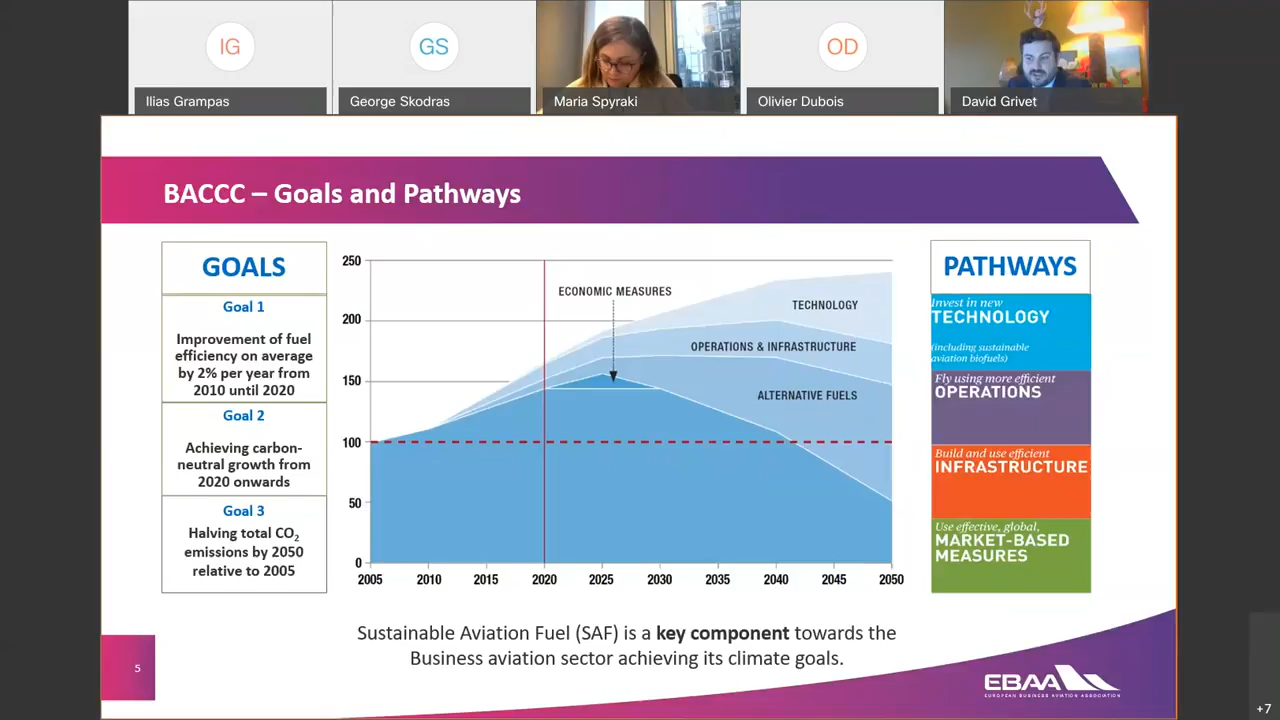 IG
GS
OD
Ilias Grampas
George Skodras
Maria Spyraki
Olivier Dubois
David Grivet
BACCC – Goals and Pathways
GOALS
Goal 1
Improvement of fuel
efficiency on average
by 2% per year from
2010 until 2020
Goal 2
Achieving carbon-
neutral growth from
2020 onwards
Goal 3
Halving total CO₂
emissions by 2050
relative to 2005
250
200
150
100
50
0
2005 2010 2015 2020 2025 2030 2035 2040 2045 2050
ECONOMIC MEASURES
TECHNOLOGY
OPERATIONS & INFRASTRUCTURE
ALTERNATIVE FUELS
PATHWAYS
Invest in new
TECHNOLOGY
(including sustainable
aviation biofuels)
Fly using more efficient
OPERATIONS
Build and use efficient
INFRASTRUCTURE
Use effective, global,
MARKET-BASED
MEASURES
Sustainable Aviation Fuel (SAF) is a key component towards the
Business aviation sector achieving its climate goals.
5
EBAA
EUROPEAN BUSINESS AVIATION ASSOCIATION
+7